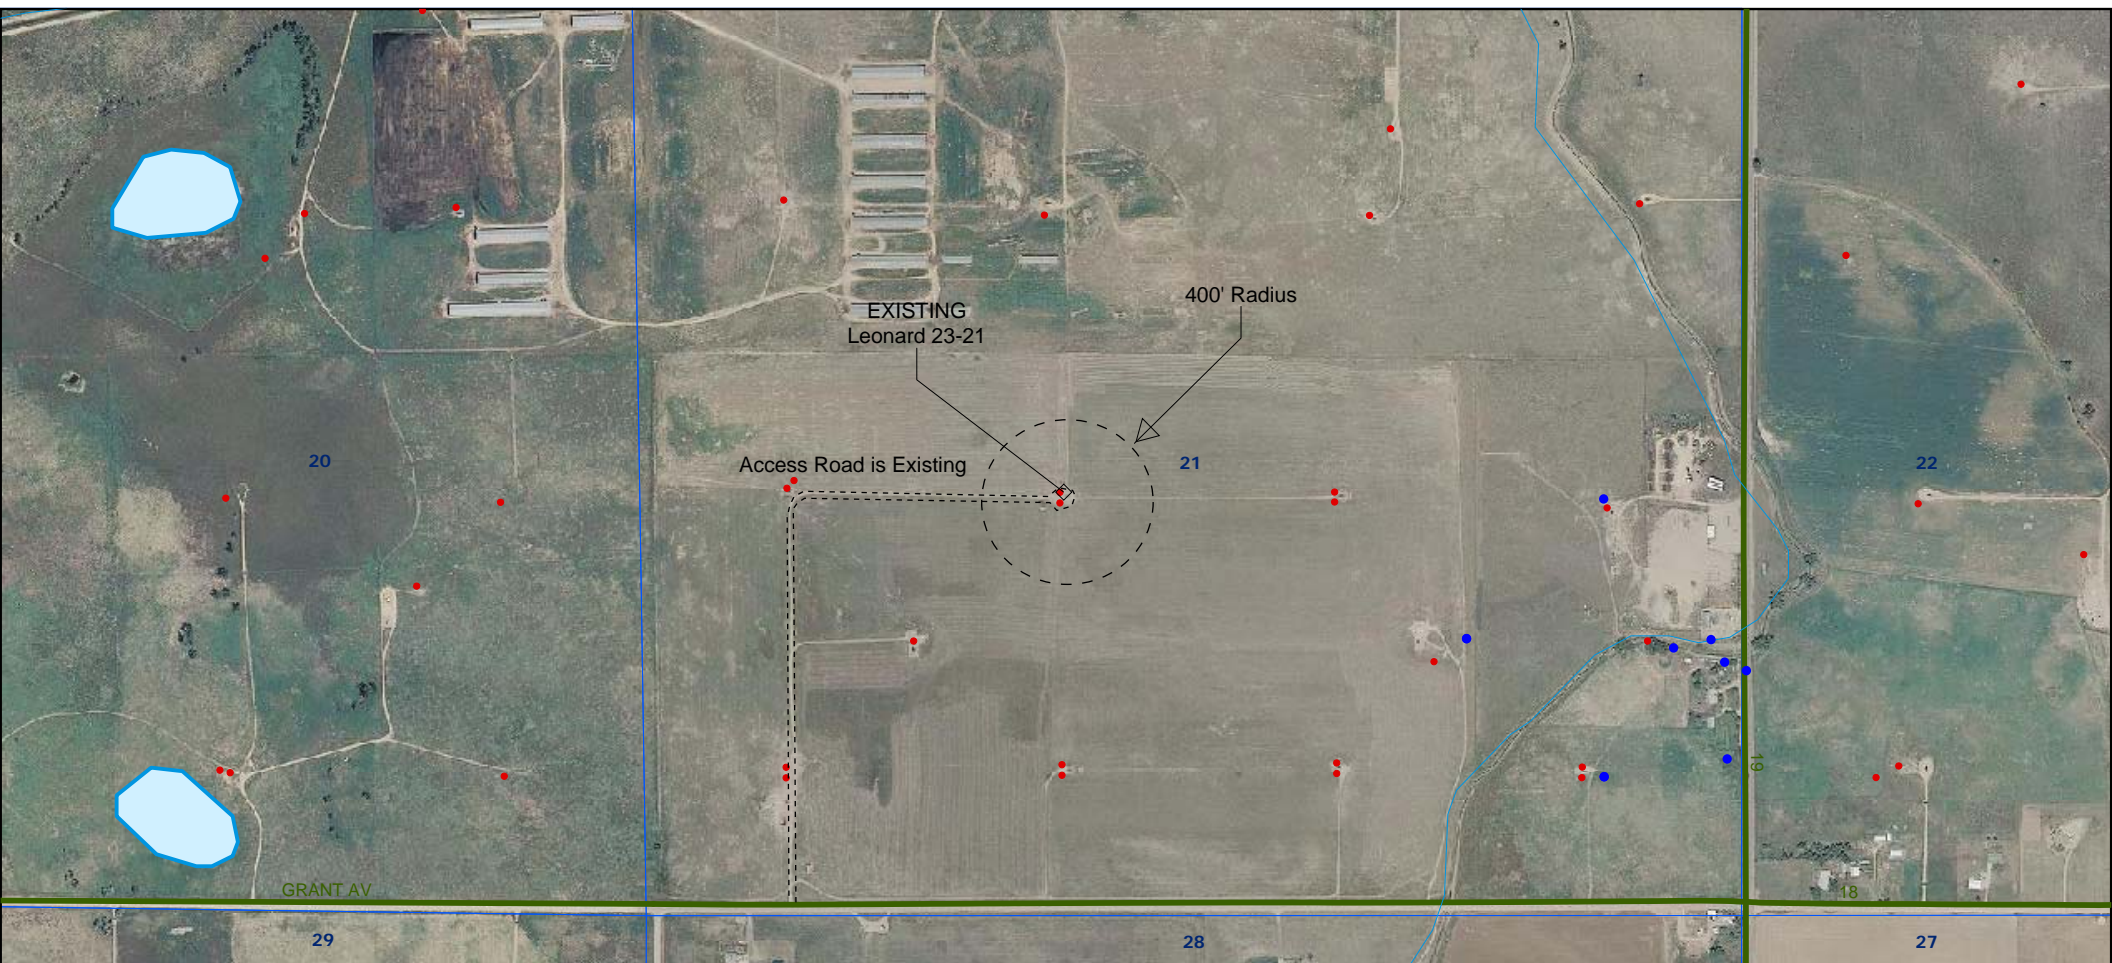 EXISTING
Leonard 23-21
400' Radius
Access Road is Existing
20
21
22
19
GRANT AV
18
29
28
27